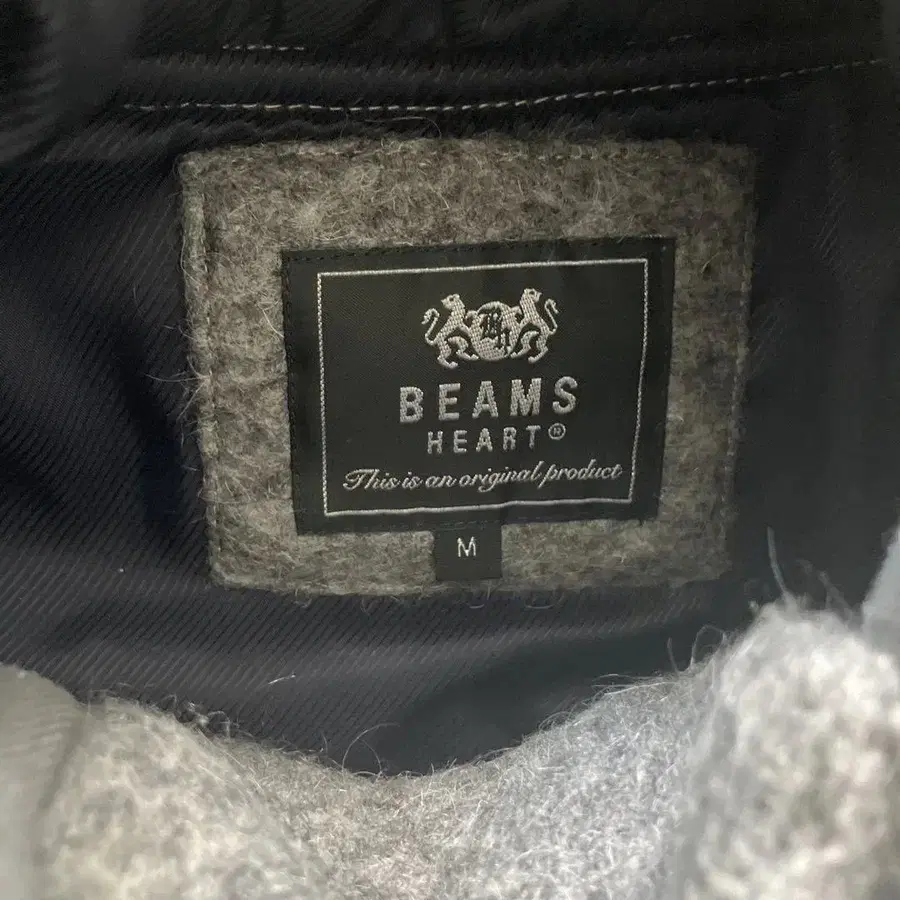 BEAMS
HEART®
This is an original product
M